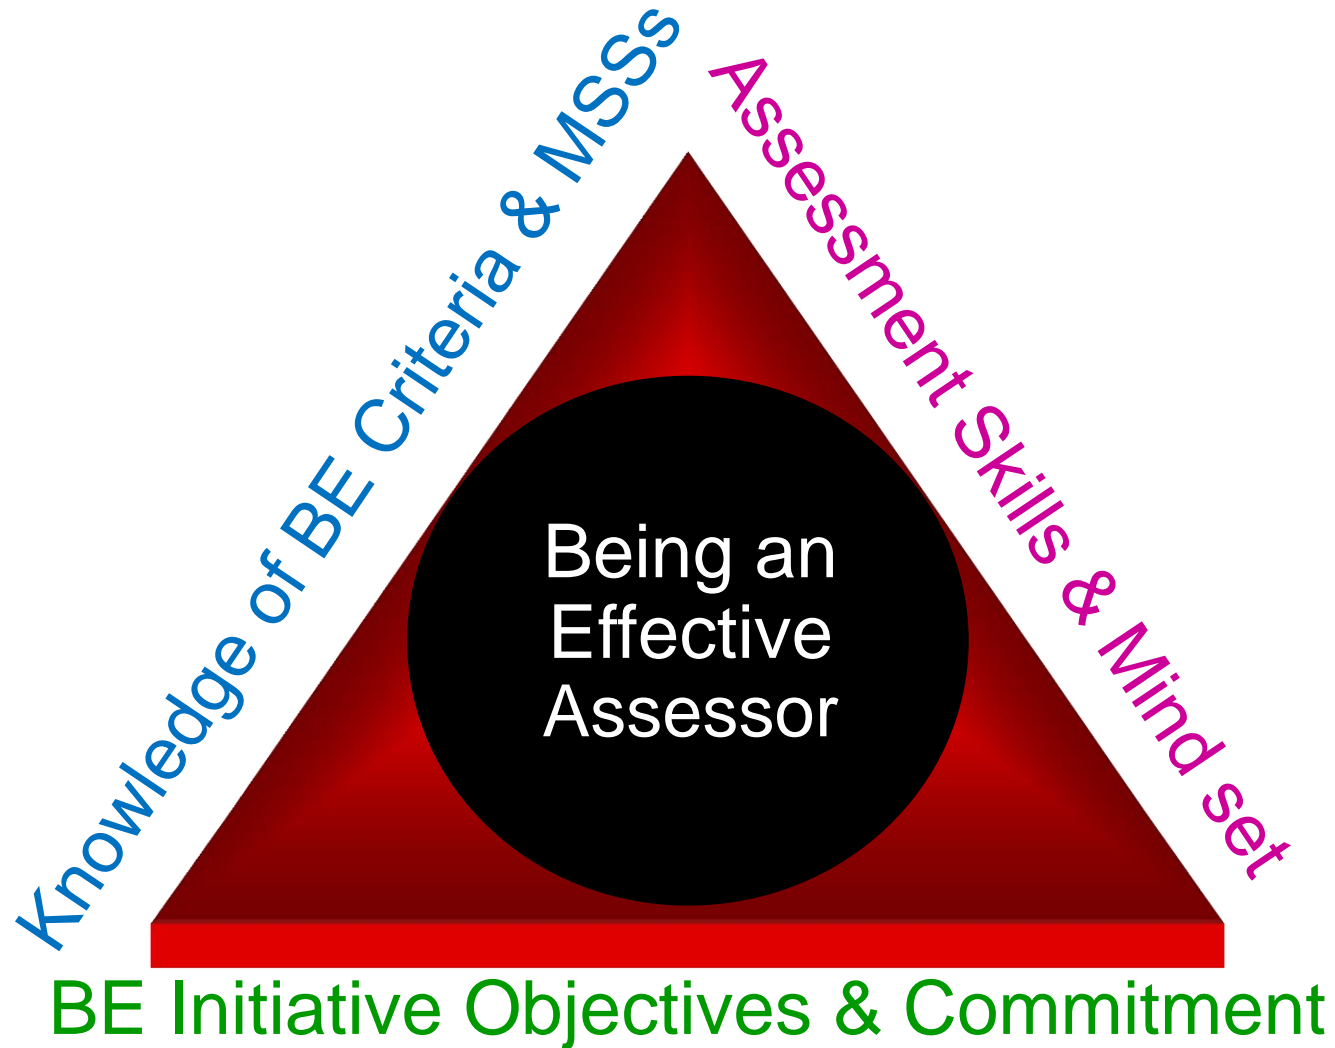 Knowledge of BE Criteria & MSSs
Assessment Skills & Mind set
Being an
Effective
Assessor
BE Initiative Objectives & Commitment